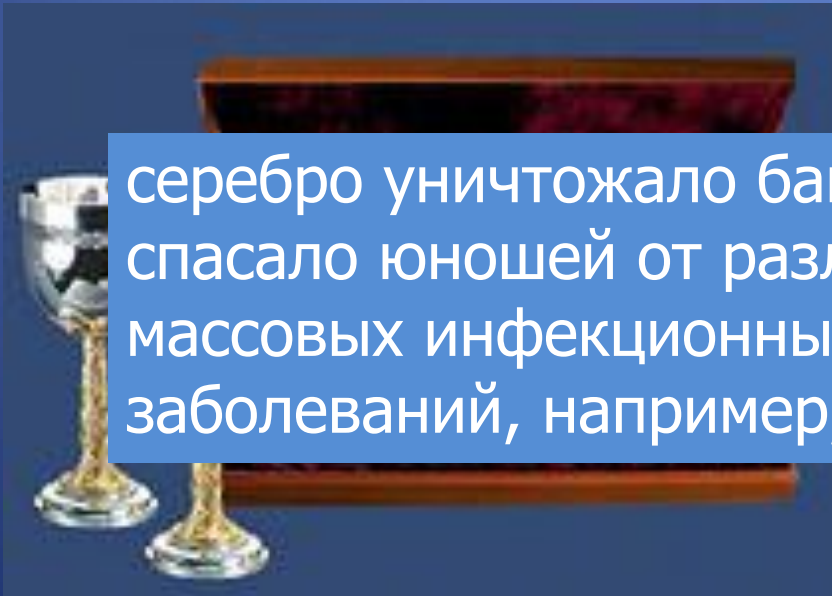 серебро уничтожало
спасало юношей от
массовых
заболеваний, например,